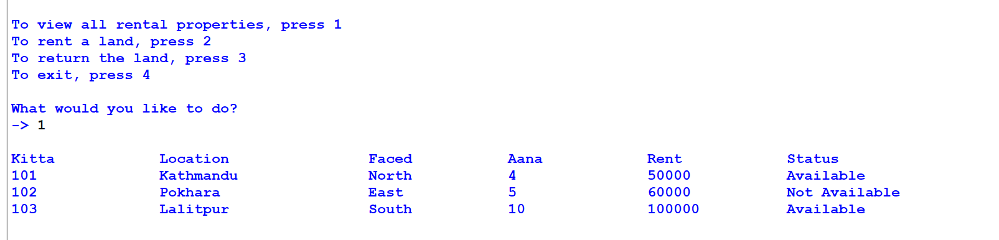 To view all rental properties, press 1
To rent a land, press 2
To return the land, press 3
To exit, press 4
What would you like to do?
-> 1
Kitta Location Faced Aana Rent Status
101 Kathmandu North 4 50000 Available
102 Pokhara East 5 60000 Not Available
103 Lalitpur South 10 100000 Available